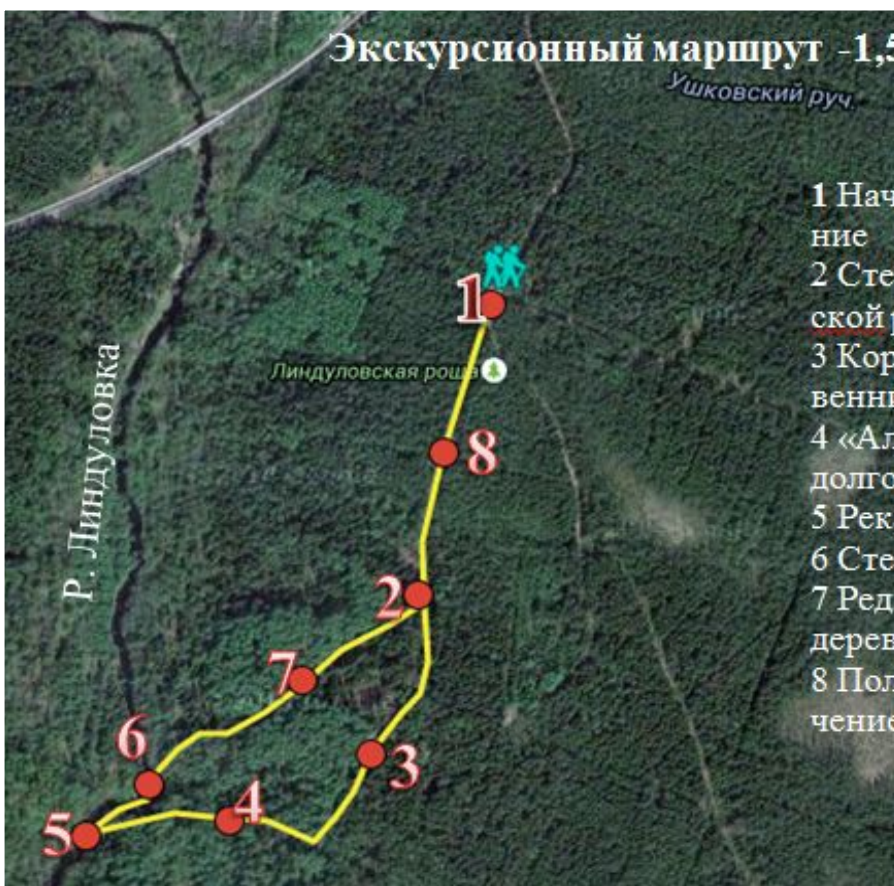 Экскурсионный маршрут -1,5
Ушковский руч.
1 Нач
ние
2 Сте
ской р
3 Кор
венни
4 «Ал
долго
5 Рек
6 Сте
7 Ред
дерев
8 Пол
чение
1
Линдуловская роща
8
Р. Линдуловка
2
7
6
3
4
5